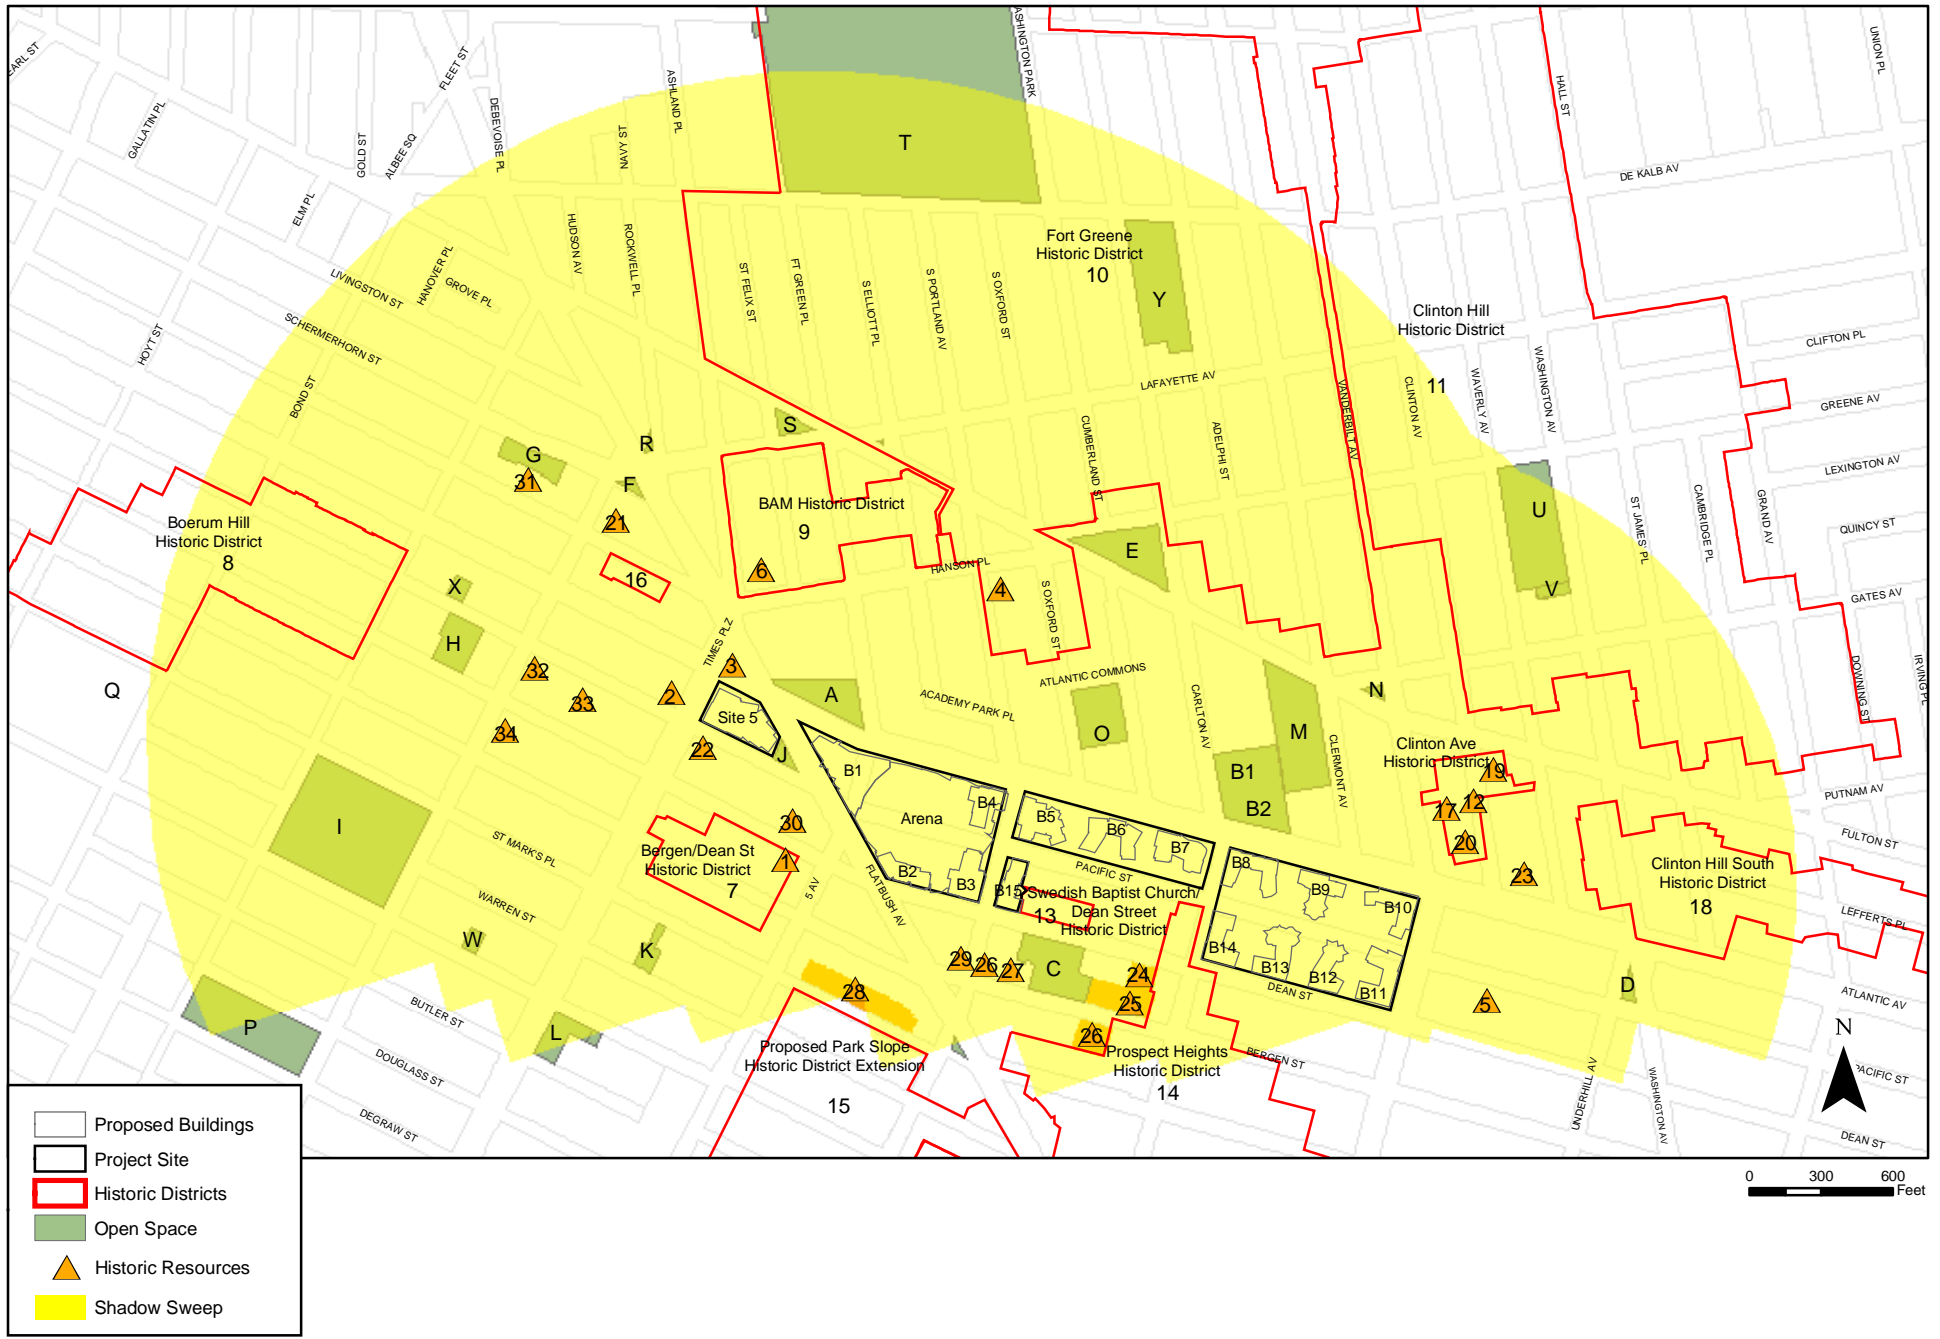 EARL ST
GALLATIN PL
GOLD ST
ALBEE SQ
FLEET ST
DEBEVOISE PL
NAVY ST
ASHLAND PL
ASHINGTON PARK
HALL ST
UNION PL
DE KALB AV
T
ELM PL
HUDSON AV
ROCKWELL PL
HANOVER PL
GROVE PL
LIVINGSTON ST
SCHERMERHORN ST
HOYT ST
BOND ST
ST FELIX ST
FT GREEN PL
S ELLIOTT PL
S PORTLAND AV
S OXFORD ST
Fort Greene
Historic District
10
Y
Clinton Hill
Historic District
11
LAFAYETTE AV
VANDERBILT AV
CLINTON AV
WAVERLY AV
WASHINGTON AV
CLIFTON PL
GREENE AV
LEXINGTON AV
QUINCY ST
GATES AV
CUMBERLAND ST
ADELPHI ST
ST JAMES' PL
CAMBRIDGE PL
GRAND AV
DOWNING ST
IRVING PL
G
31
R
F
21
S
BAM Historic District
9
6
16
Boerum Hill
Historic District
8
X
H
Q
HANSON PL
4
S OXFORD ST
E
U
V
TIMES PLZ
3
2
32
33
34
22
Site 5
J
A
ACADEMY PARK PL
ATLANTIC COMMONS
O
CARLTON AV
M
N
B1
B2
CLERMONT AV
Clinton Ave
Historic District
19
12
17
20
23
PUTNAM AV
FULTON ST
LEFFERTS PL
ATLANTIC AV
PACIFIC ST
DEAN ST
Clinton Hill South
Historic District
18
I
ST MARK'S PL
WARREN ST
W
K
30
Bergen/Dean St
Historic District
1
7
5 AV
FLATBUSH AV
B1
B4
Arena
B2
B3
B5
B6
B7
PACIFIC ST
B15
Swedish Baptist Church/
Dean Street
Historic District
13
B8
B9
B10
B14
B13
B12
B11
DEAN ST
29
26
27
C
24
25
26
28
5
D
P
L
BUTLER ST
DOUGLASS ST
DEGRAW ST
Proposed Park Slope
Historic District Extension
15
Prospect Heights
Historic District
14
BERGEN ST
UNDERHILL AV
WASHINGTON AV
N
0 300 600
Feet
Proposed Buildings
Project Site
Historic Districts
Open Space
Historic Resources
Shadow Sweep